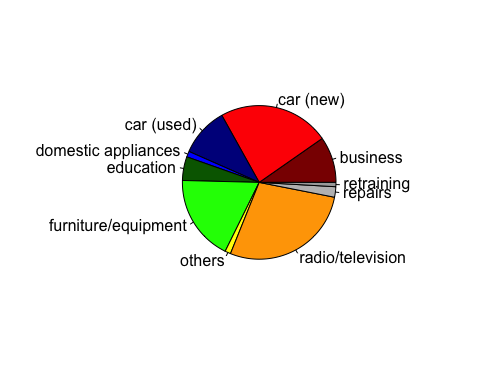 car (new)
car (used)
business
domestic appliances
education
retraining
repairs
furniture/equipment
others
radio/television